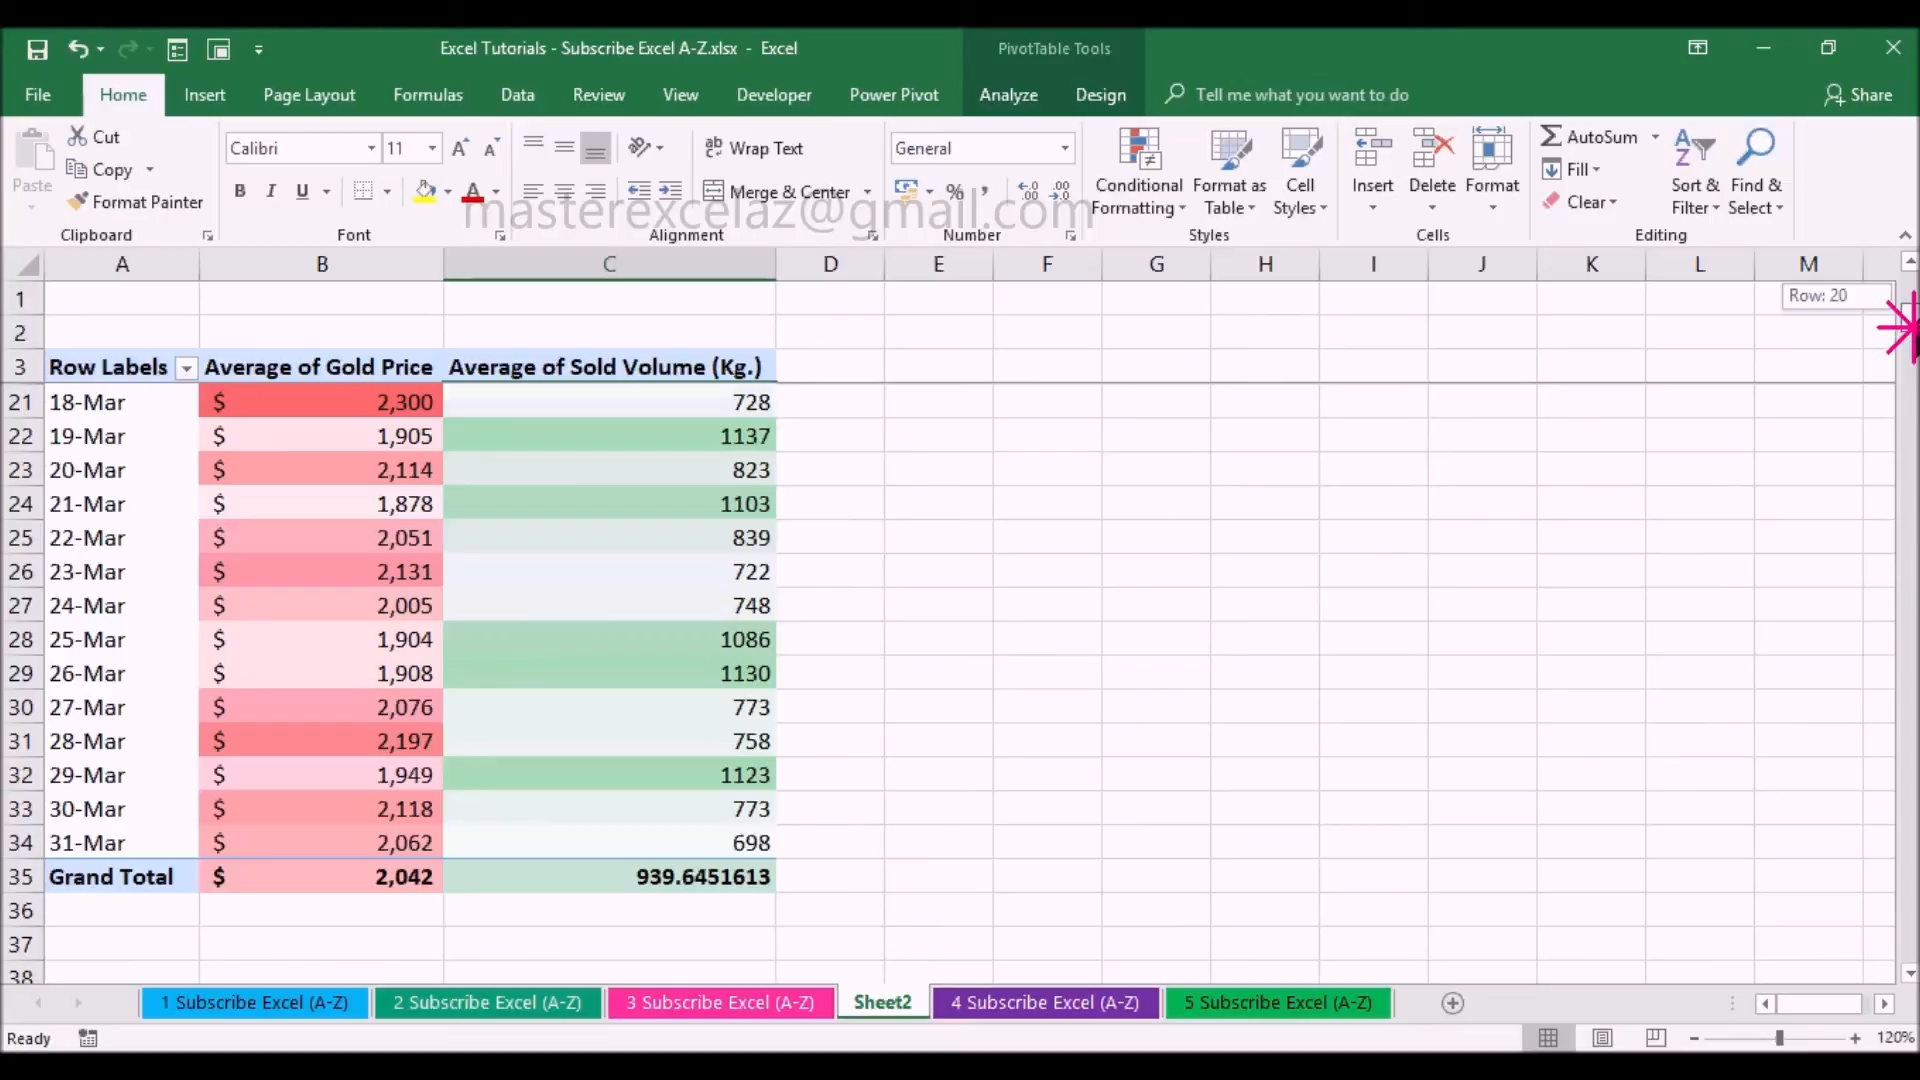 Excel Tutorials - Subscribe Excel A-Z.xlsx - Excel
PivotTable Tools
File Home Insert Page Layout Formulas Data Review View Developer Power Pivot Analyze Design Tell me what you want to do Share
Paste
Cut
Copy
Format Painter
Clipboard
Calibri 11
B I U A
Font
Wrap Text
Merge & Center
Alignment
General
% ,
Number
Conditional Formatting
Format as Table
Cell Styles
Styles
Insert
Delete
Format
Cells
AutoSum
Fill
Clear
Sort & Filter
Find & Select
Editing
masterexcelaz@gmail.com
A B C D E F G H I J K L M
1
Row: 20
2
3 Row Labels Average of Gold Price Average of Sold Volume (Kg.)
21 18-Mar $ 2,300 728
22 19-Mar $ 1,905 1137
23 20-Mar $ 2,114 823
24 21-Mar $ 1,878 1103
25 22-Mar $ 2,051 839
26 23-Mar $ 2,131 722
27 24-Mar $ 2,005 748
28 25-Mar $ 1,904 1086
29 26-Mar $ 1,908 1130
30 27-Mar $ 2,076 773
31 28-Mar $ 2,197 758
32 29-Mar $ 1,949 1123
33 30-Mar $ 2,118 773
34 31-Mar $ 2,062 698
35 Grand Total $ 2,042 939.6451613
36
37
38
1 Subscribe Excel (A-Z) 2 Subscribe Excel (A-Z) 3 Subscribe Excel (A-Z) Sheet2 4 Subscribe Excel (A-Z) 5 Subscribe Excel (A-Z)
Ready 120%